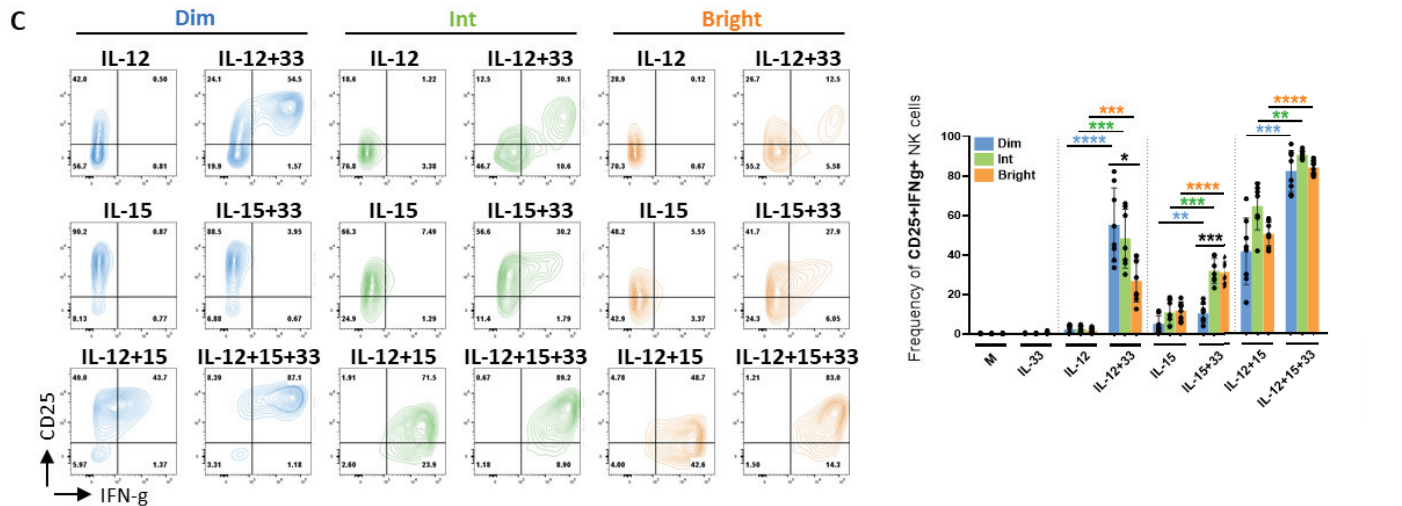 C
Dim
Int
Bright
IL-12
IL-12+33
IL-12
IL-12+33
IL-12
IL-12+33
42.0 0.50
24.1 54.5
18.6 1.22
12.5 30.1
28.9 0.12
26.7 12.5
56.7 0.81
19.9 1.57
76.8 3.38
46.7 10.6
70.3 0.67
55.2 5.58
IL-15
IL-15+33
IL-15
IL-15+33
IL-15
IL-15+33
90.2 0.87
88.5 3.95
66.3 7.49
56.6 30.2
48.2 5.55
41.7 27.9
8.13 0.77
6.88 0.67
24.9 1.29
11.4 1.79
42.9 3.37
24.3 6.05
IL-12+15
IL-12+15+33
IL-12+15
IL-12+15+33
IL-12+15
IL-12+15+33
49.0 43.7
8.39 87.1
1.91 71.5
0.67 89.2
4.78 48.7
1.21 83.0
5.97 1.37
3.31 1.18
2.60 23.9
1.18 8.90
4.00 42.6
1.50 14.3
CD25
IFN-g
Frequency of CD25+IFNg+ NK cells
100
80
60
40
20
0
Dim
Int
Bright
***
***
****
*
****
***
**
***
****
**
***
M
IL-33
IL-12
IL-12+33
IL-15
IL-15+33
IL-12+15
IL-12+15+33